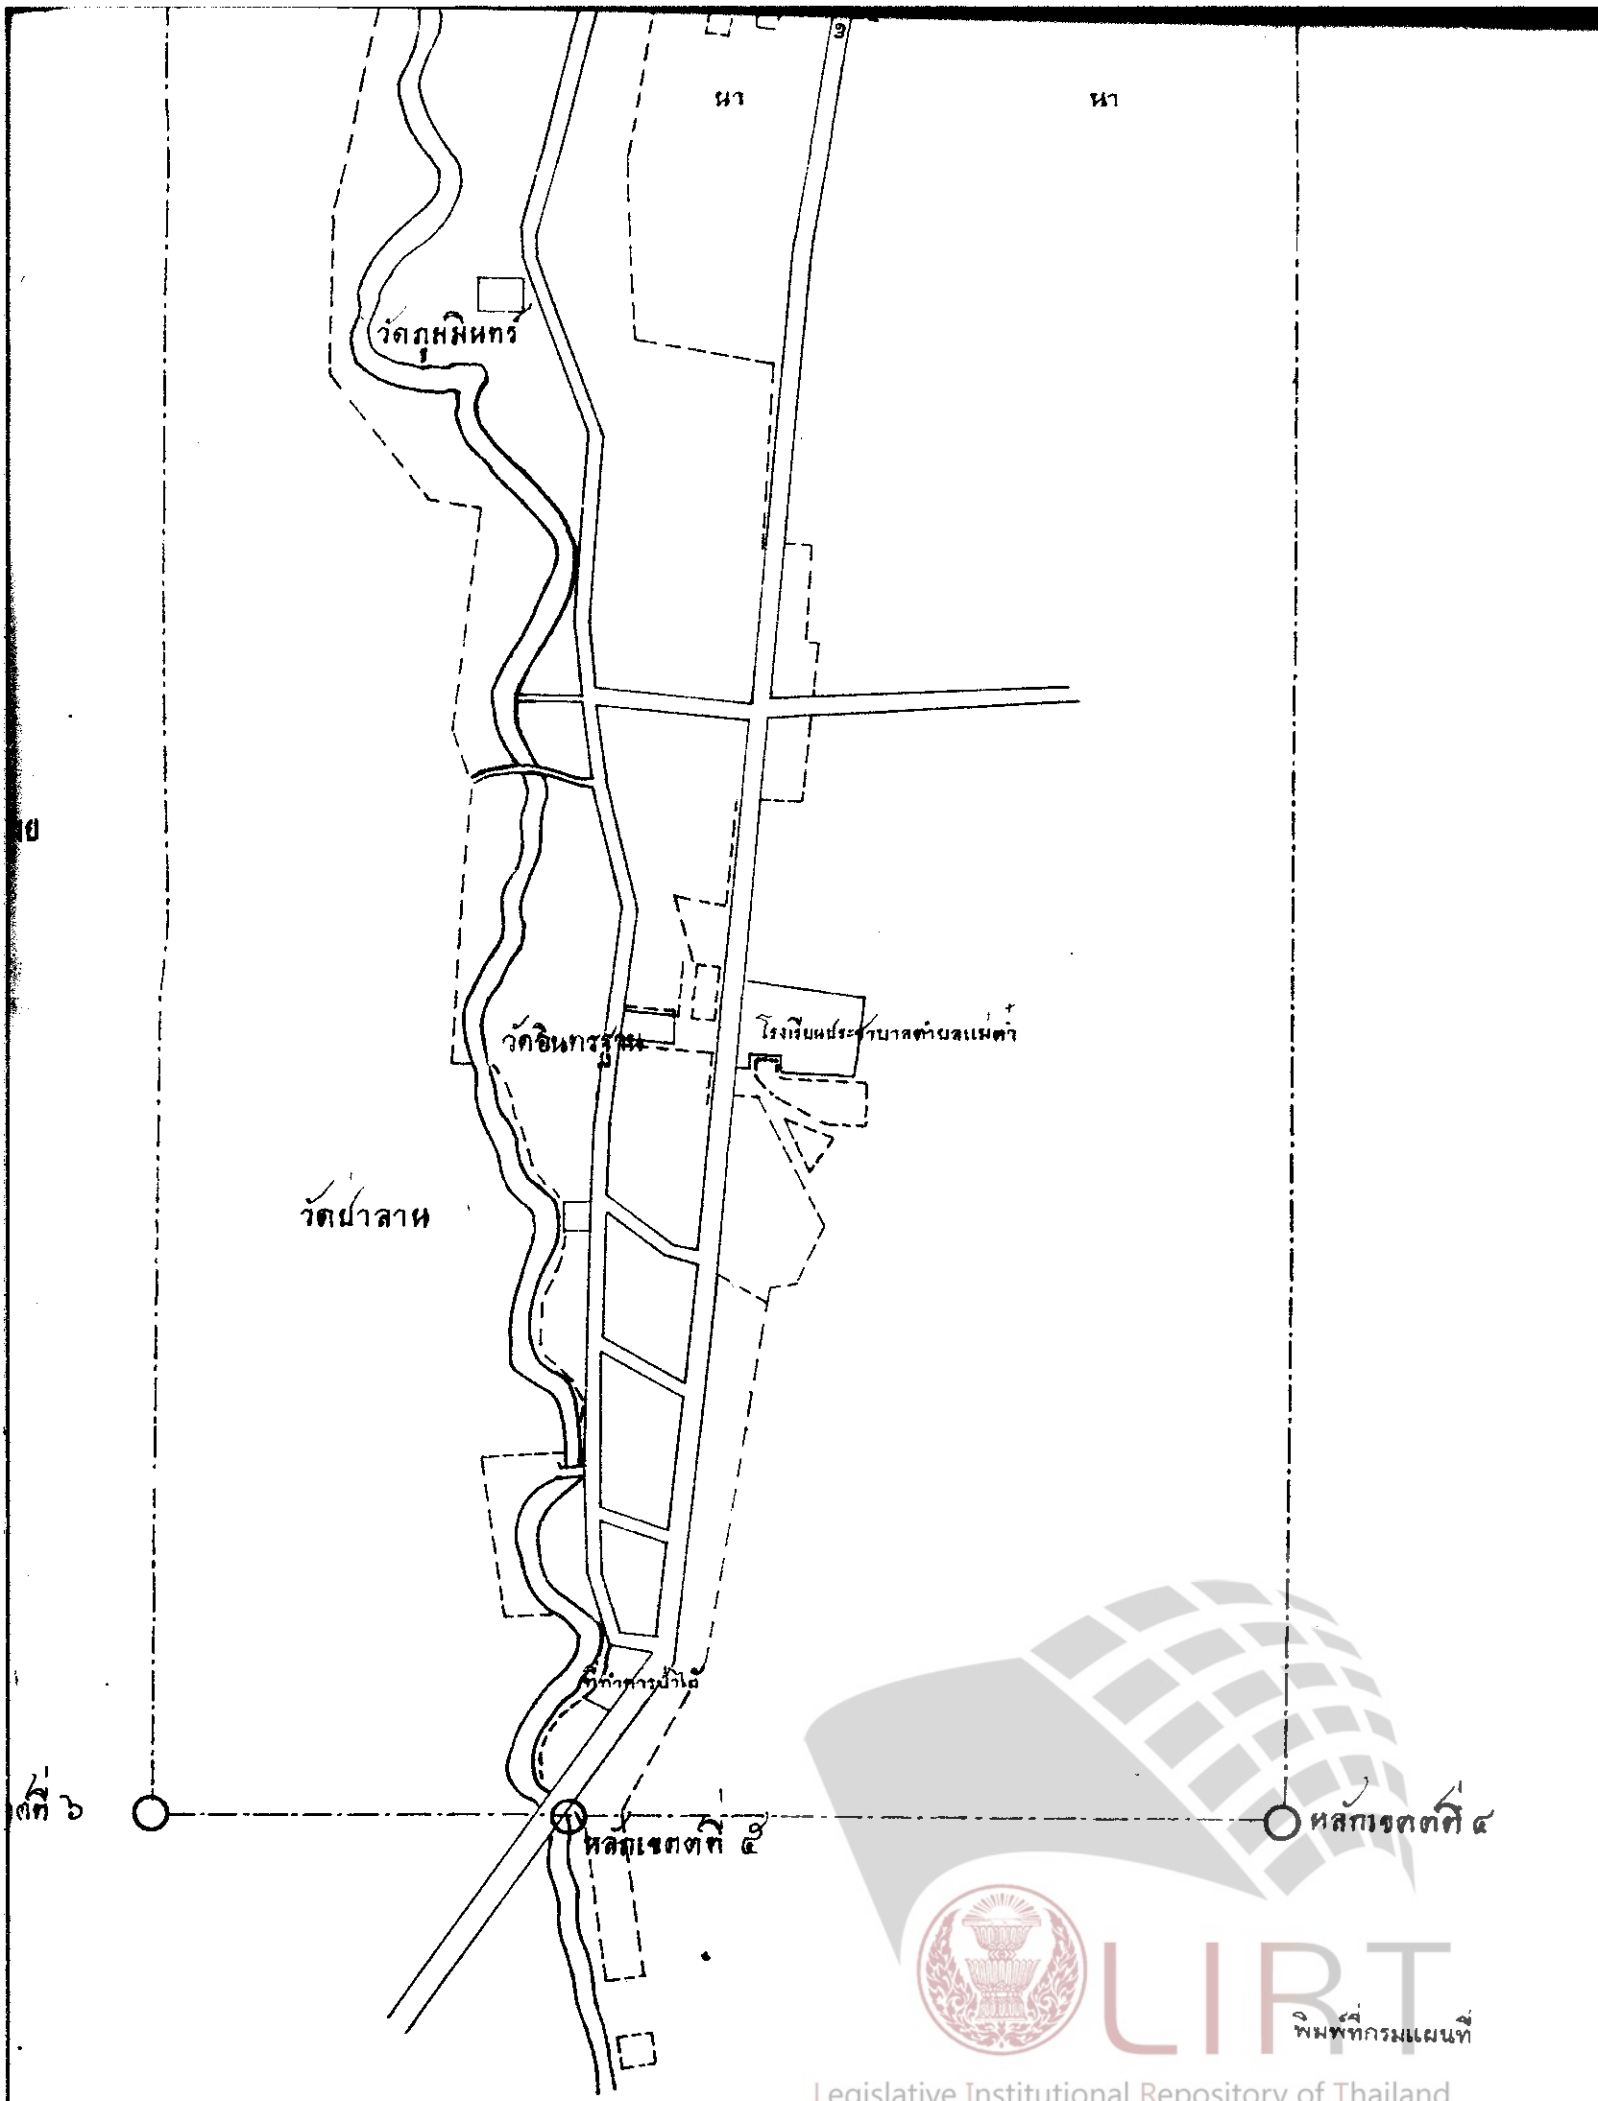 นา
นา
วัดภุมมินทร์
วัดอินทรฐาน
โรงเรียนประชาบาลตำบลแม่ต่ำ
วัดป่าลาน
ที่ทำการป่าไม้
ตที่ ๖
หลักเขตต์ที่ ๕
หลักเขตต์ที่ ๔
LIRT
พิมพ์ที่กรมแผนที่
Legislative Institutional Repository of Thailand